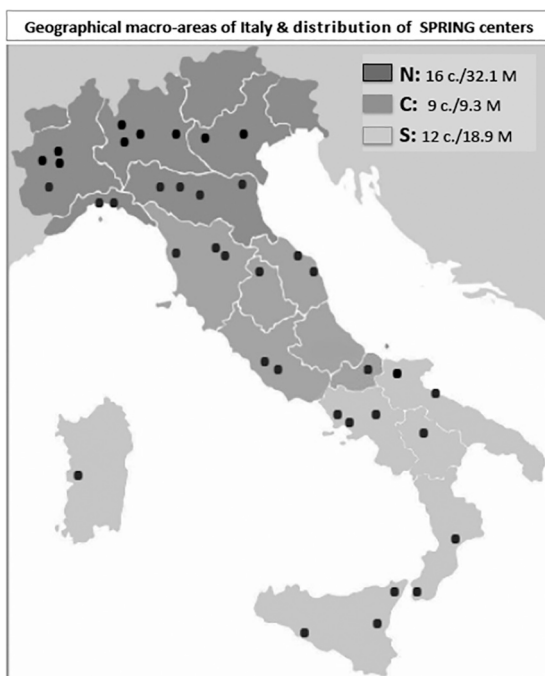 Geographical macro-areas of Italy & distribution of SPRING centers
N: 16 c./32.1 M
C: 9 c./9.3 M
S: 12 c./18.9 M